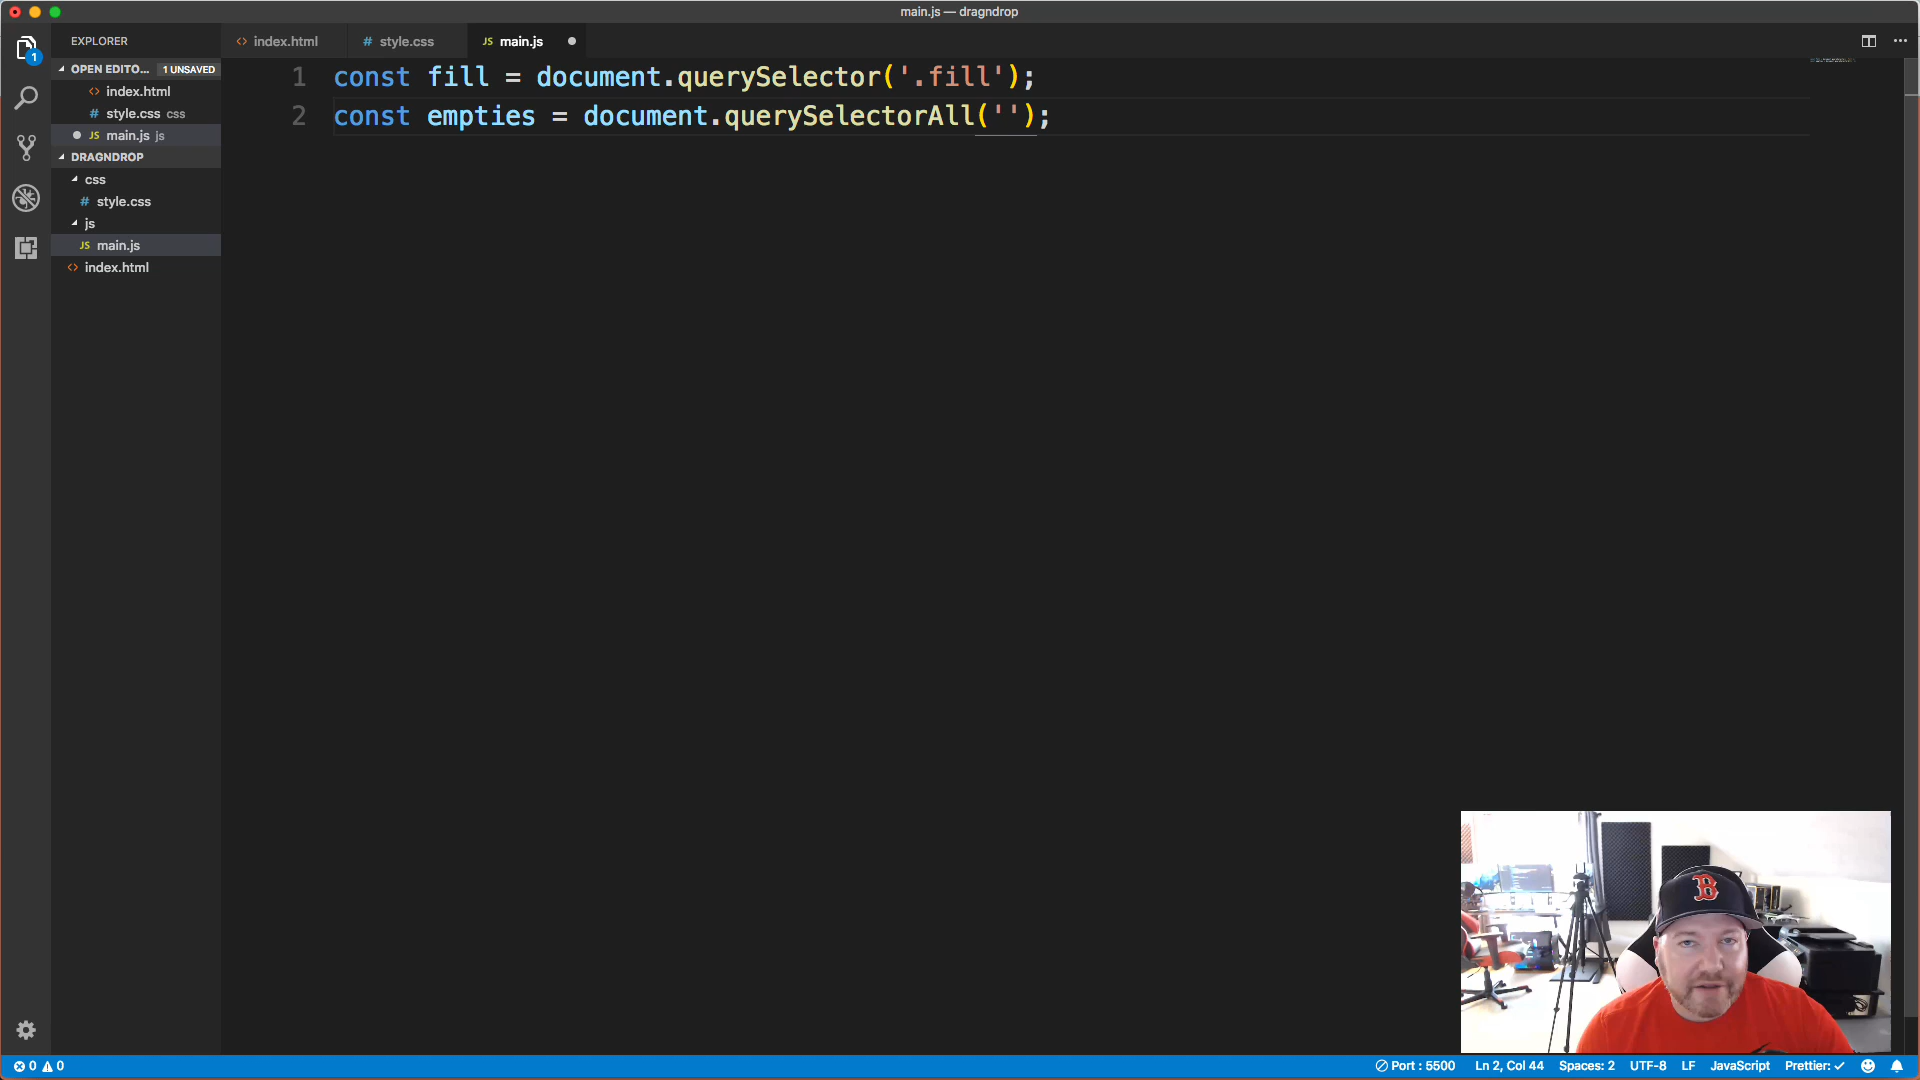 main.js — dragndrop
EXPLORER
index.html
style.css
JS main.js
OPEN EDITO... 1 UNSAVED
index.html
style.css css
JS main.js js
DRAGNDROP
css
# style.css
js
JS main.js
index.html
1 const fill = document.querySelector('.fill');
2 const empties = document.querySelectorAll('');
1
B
0 0
Port : 5500 Ln 2, Col 44 Spaces: 2 UTF-8 LF JavaScript Prettier: ✓